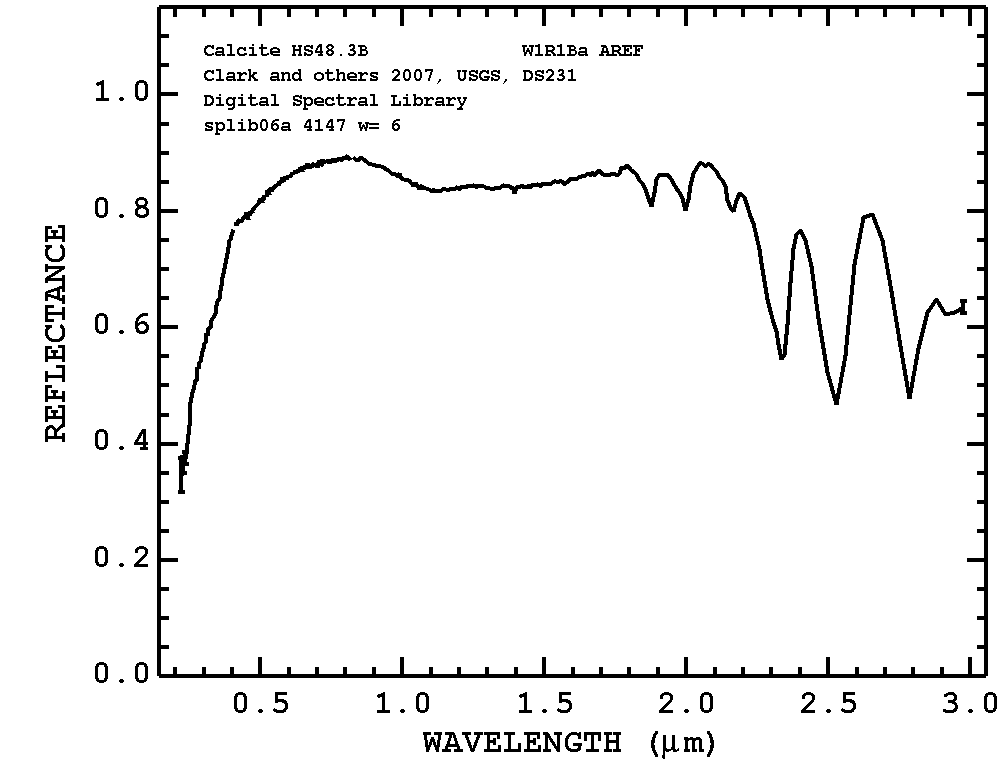 Calcite HS48.3B W1R1Ba AREF
Clark and others 2007, USGS, DS231
Digital Spectral Library
splib06a 4147 w= 6
REFLECTANCE
1.0
0.8
0.6
0.4
0.2
0.0
0.5 1.0 1.5 2.0 2.5 3.0
WAVELENGTH (μm)